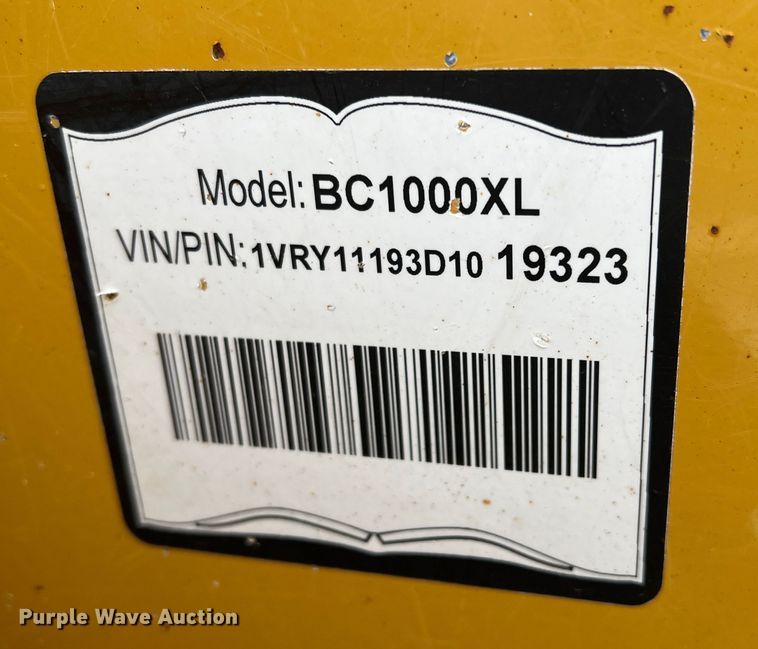 Model: BC1000XL
VIN/PIN: 1VRY11193D10 19323
Purple Wave Auction